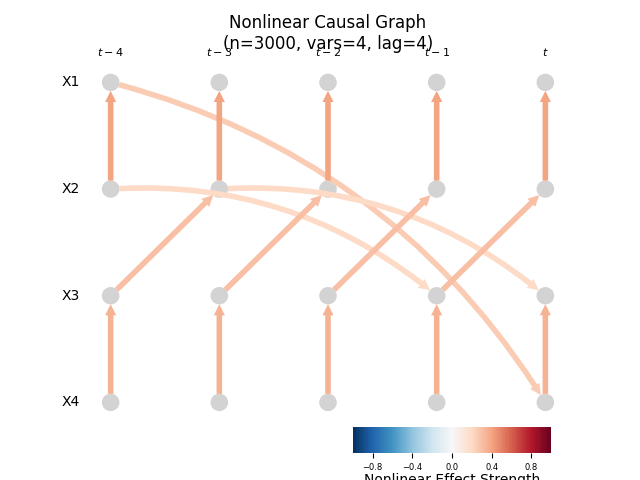 Nonlinear Causal Graph
(n=3000, vars=4, lag=4)
t − 4 t − 3 t − 2 t − 1 t
X1
X2
X3
X4
−0.8 −0.4 0.0 0.4 0.8
Nonlinear Effect Strength